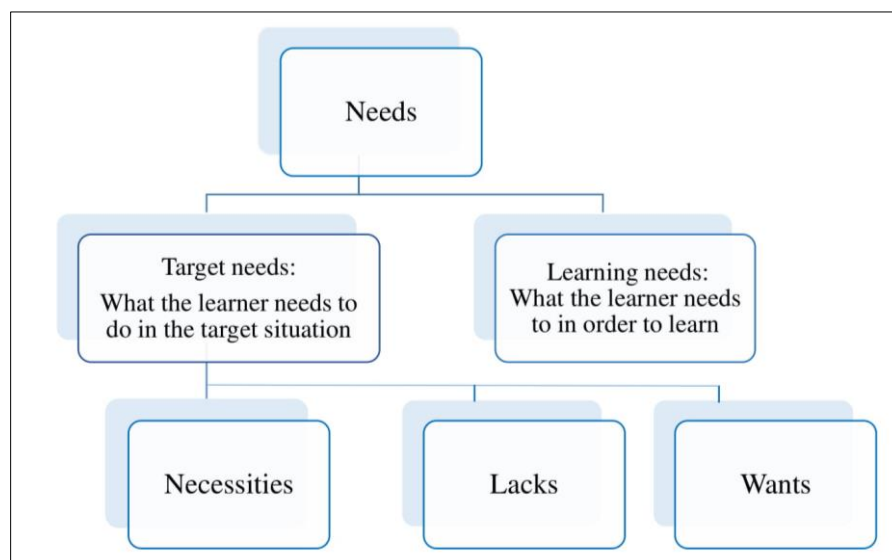 Needs
Target needs:
What the learner needs to
do in the target situation
Learning needs:
What the learner needs
to in order to learn
Necessities
Lacks
Wants